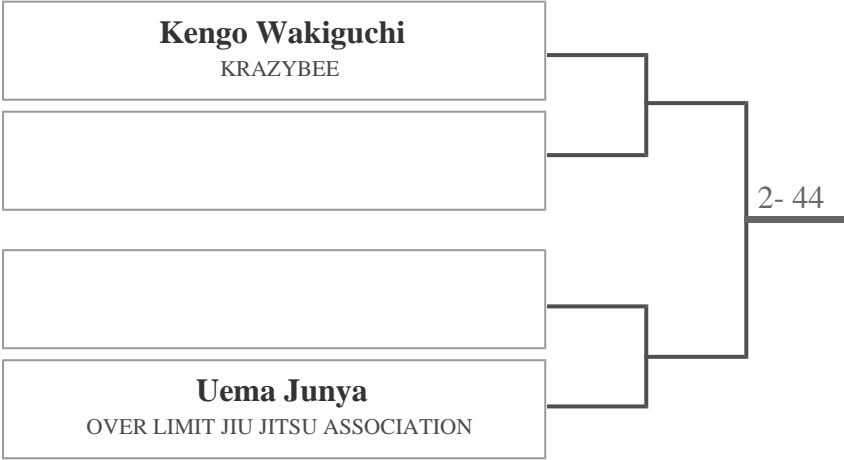 Kengo Wakiguchi
KRAZYBEE
2- 44
Uema Junya
OVER LIMIT JIU JITSU ASSOCIATION